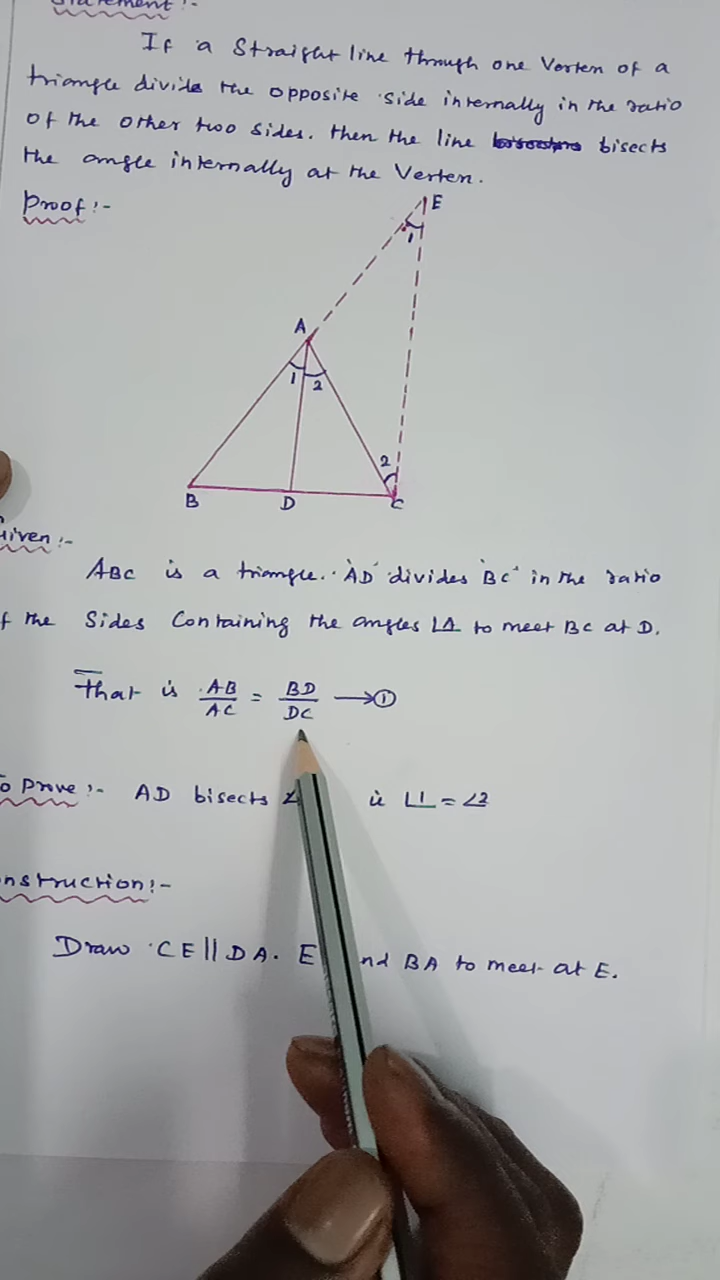 Statement :-
If a Straight line through one Vertex of a
triangle divide the opposite side internally in the ratio
of the other two sides. then the line bisects
the angle internally at the Vertex.
Proof :-
E
1
A
1 2
2
B D C
Given :-
ABC is a triangle. AD divides BC in the ratio
of the Sides Containing the angles ∠A to meet BC at D.
That is AB/AC = BD/DC → ①
To Prove :- AD bisects ∠ ie ∠1 = ∠2
Construction :-
Draw CE || DA. E nd BA to meet at E.